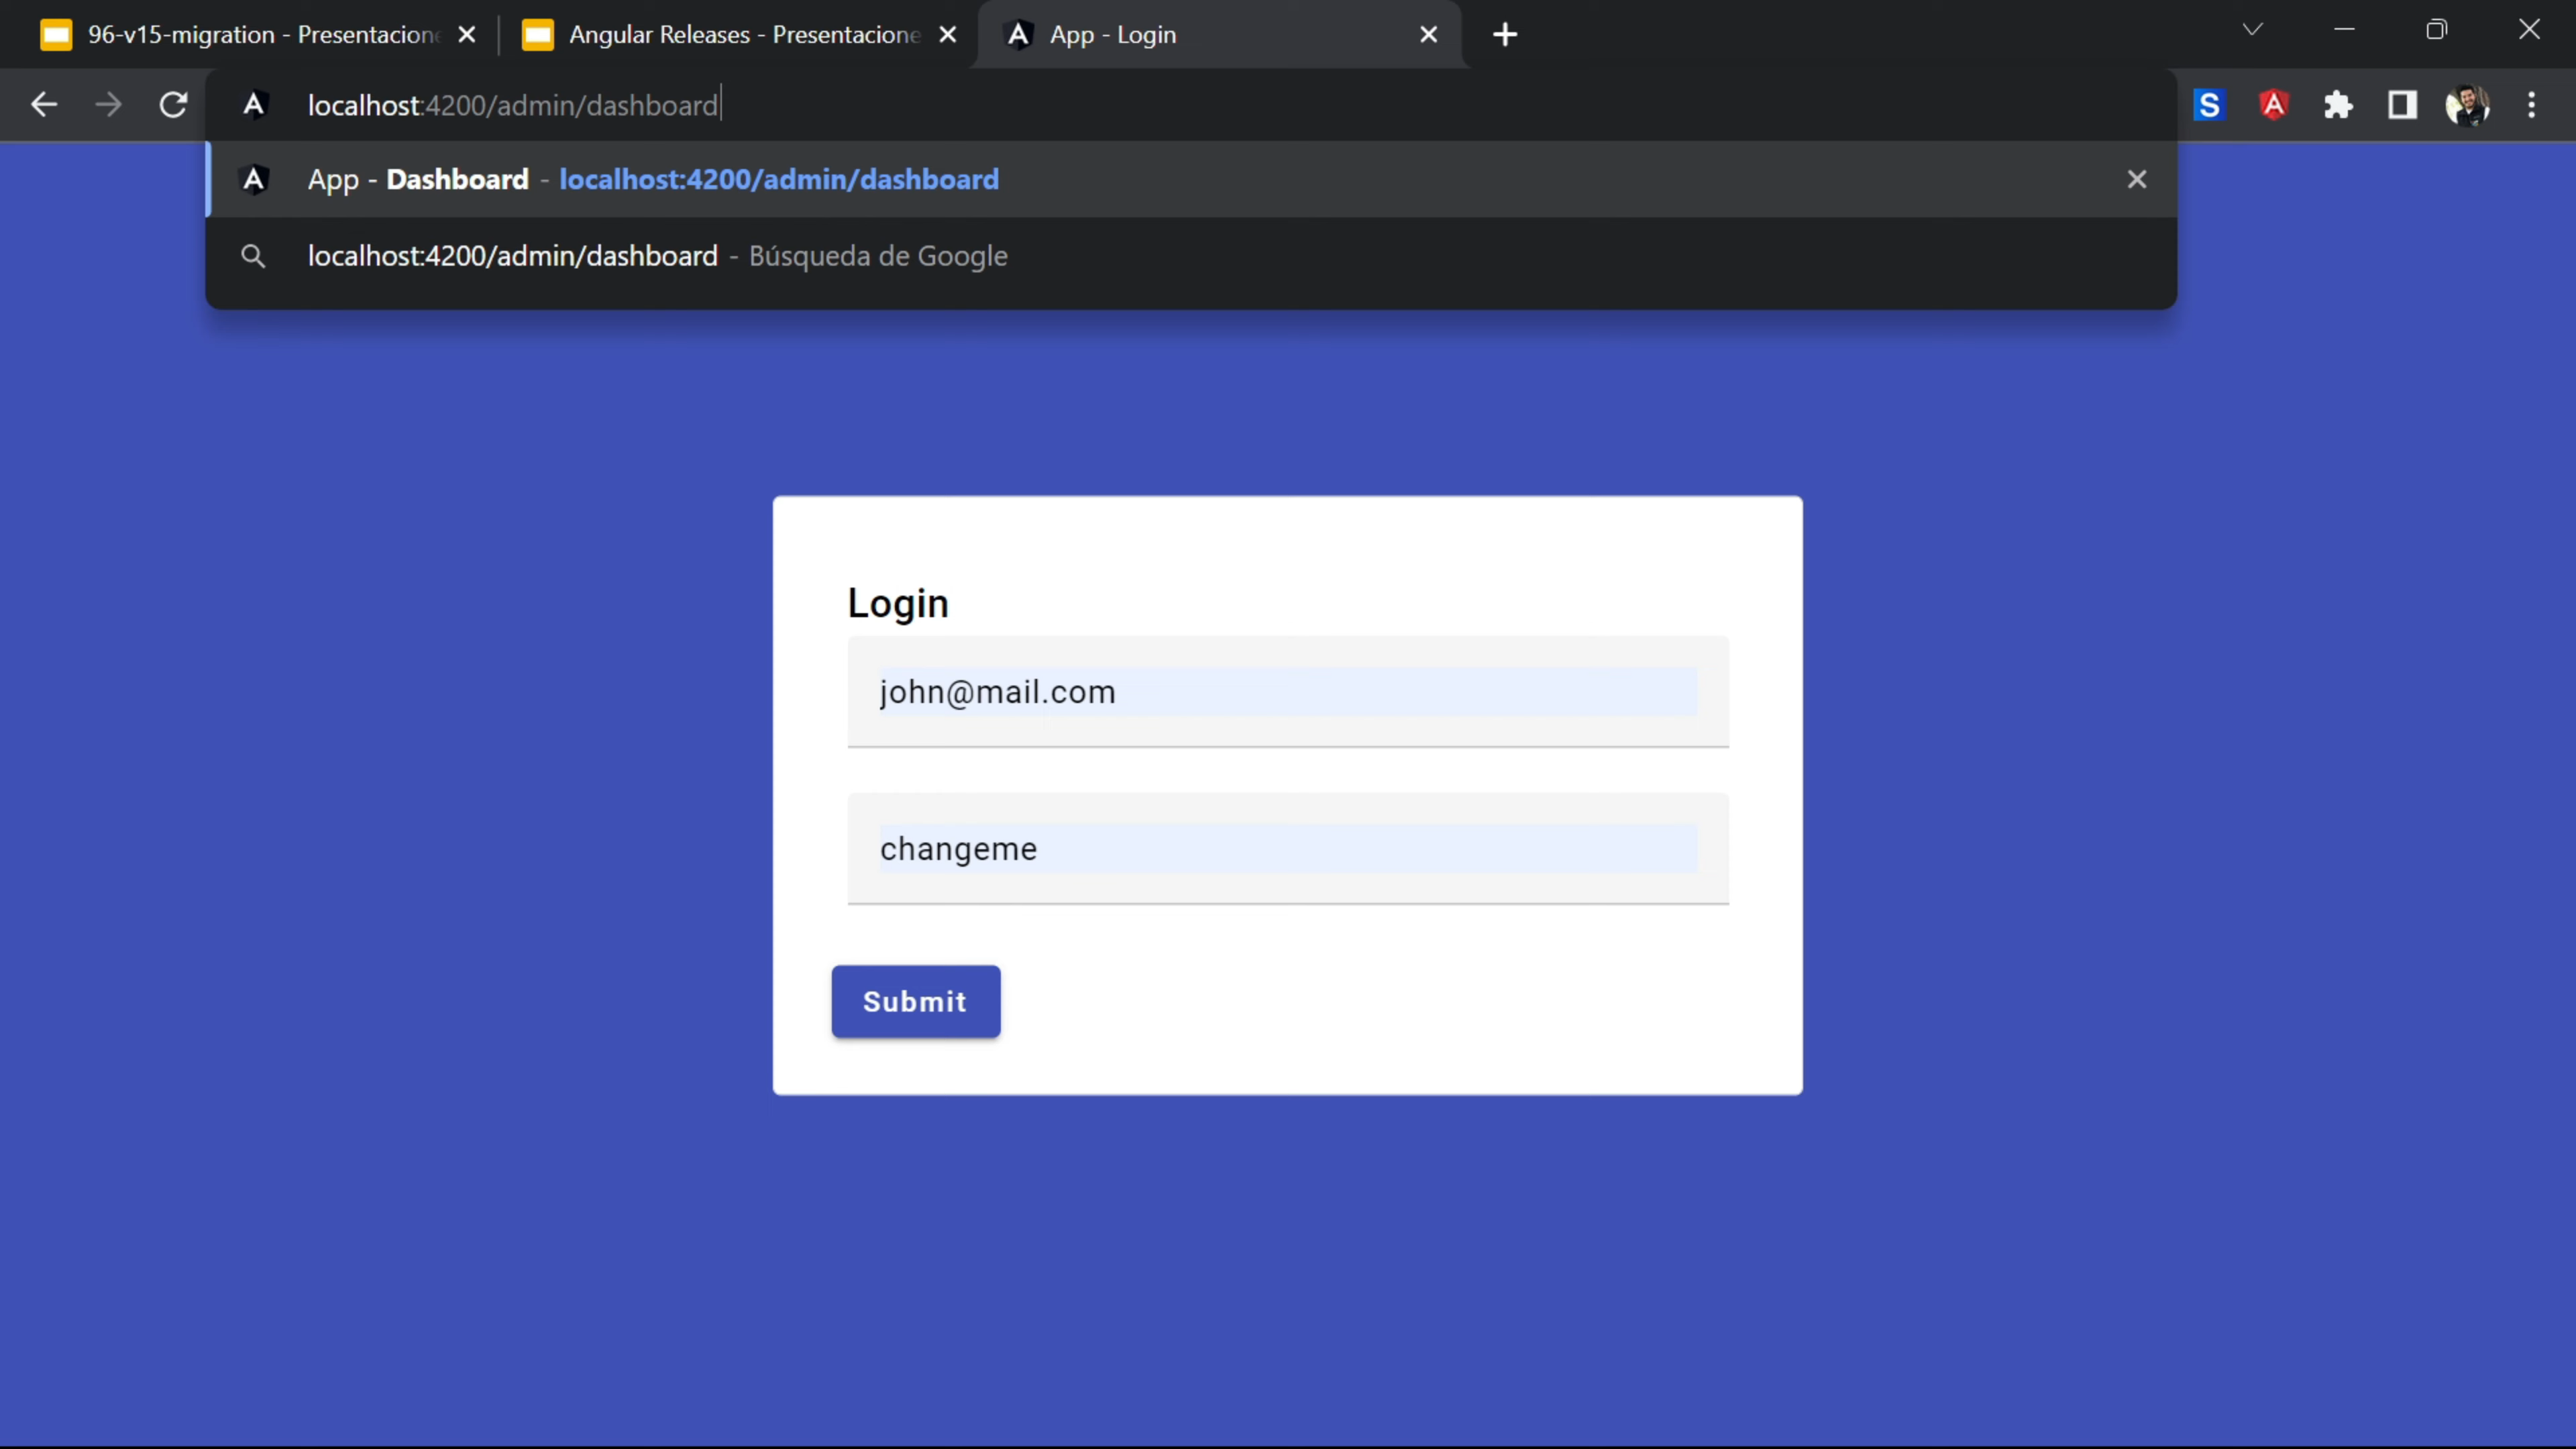 96-v15-migration - Presentacione
Angular Releases - Presentacione
App - Login
localhost:4200/admin/dashboard
App - Dashboard - localhost:4200/admin/dashboard
localhost:4200/admin/dashboard - Búsqueda de Google
Login
john@mail.com
changeme
Submit